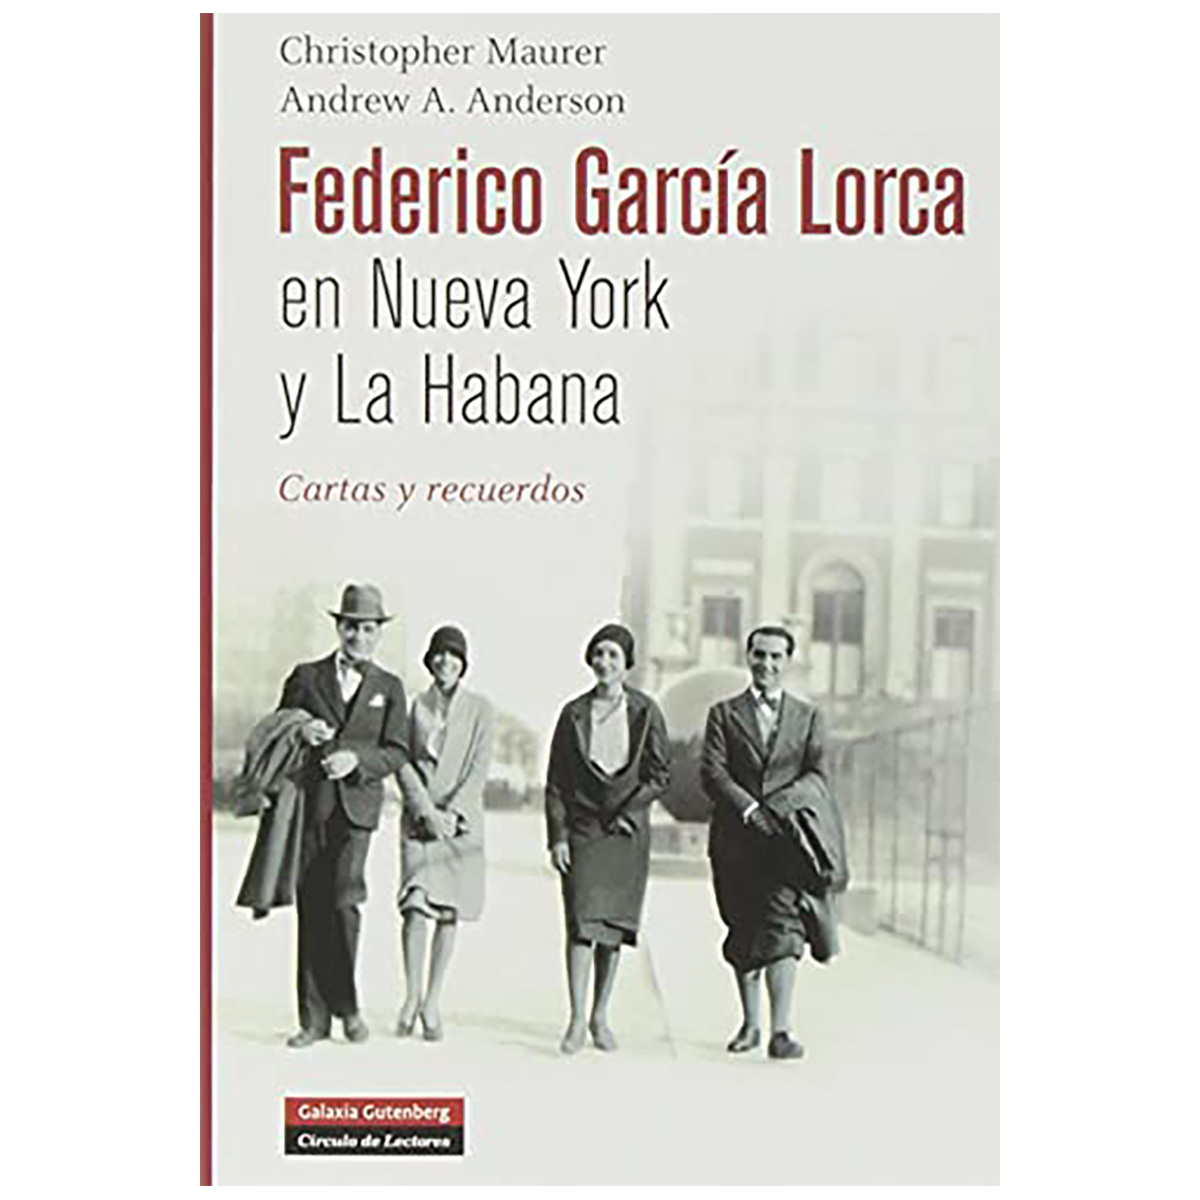 Christopher Maurer
Andrew A. Anderson
Federico García Lorca
en Nueva York
y La Habana
Cartas y recuerdos
Galaxia Gutenberg
Círculo de Lectores